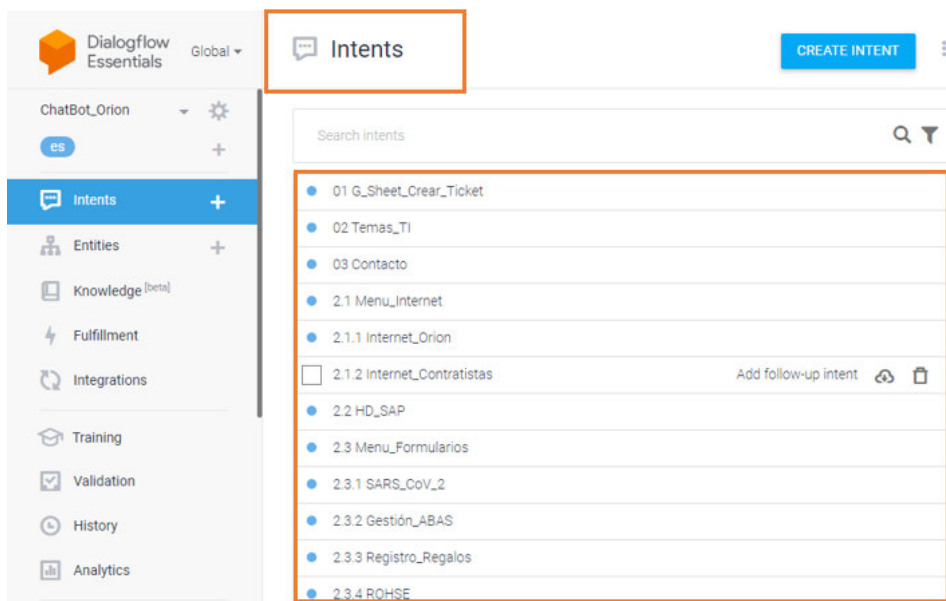 Dialogflow
Essentials
Global
Intents
CREATE INTENT
ChatBot_Orion
es
Search intents
Intents
Entities
Knowledge [beta]
Fulfillment
Integrations
Training
Validation
History
Analytics
01 G_Sheet_Crear_Ticket
02 Temas_TI
03 Contacto
2.1 Menu_Internet
2.1.1 Internet_Orion
2.1.2 Internet_Contratistas Add follow-up intent
2.2 HD_SAP
2.3 Menu_Formularios
2.3.1 SARS_CoV_2
2.3.2 Gestión_ABAS
2.3.3 Registro_Regalos
2.3.4 ROHSE